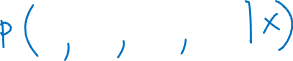 p ( , , , | x)